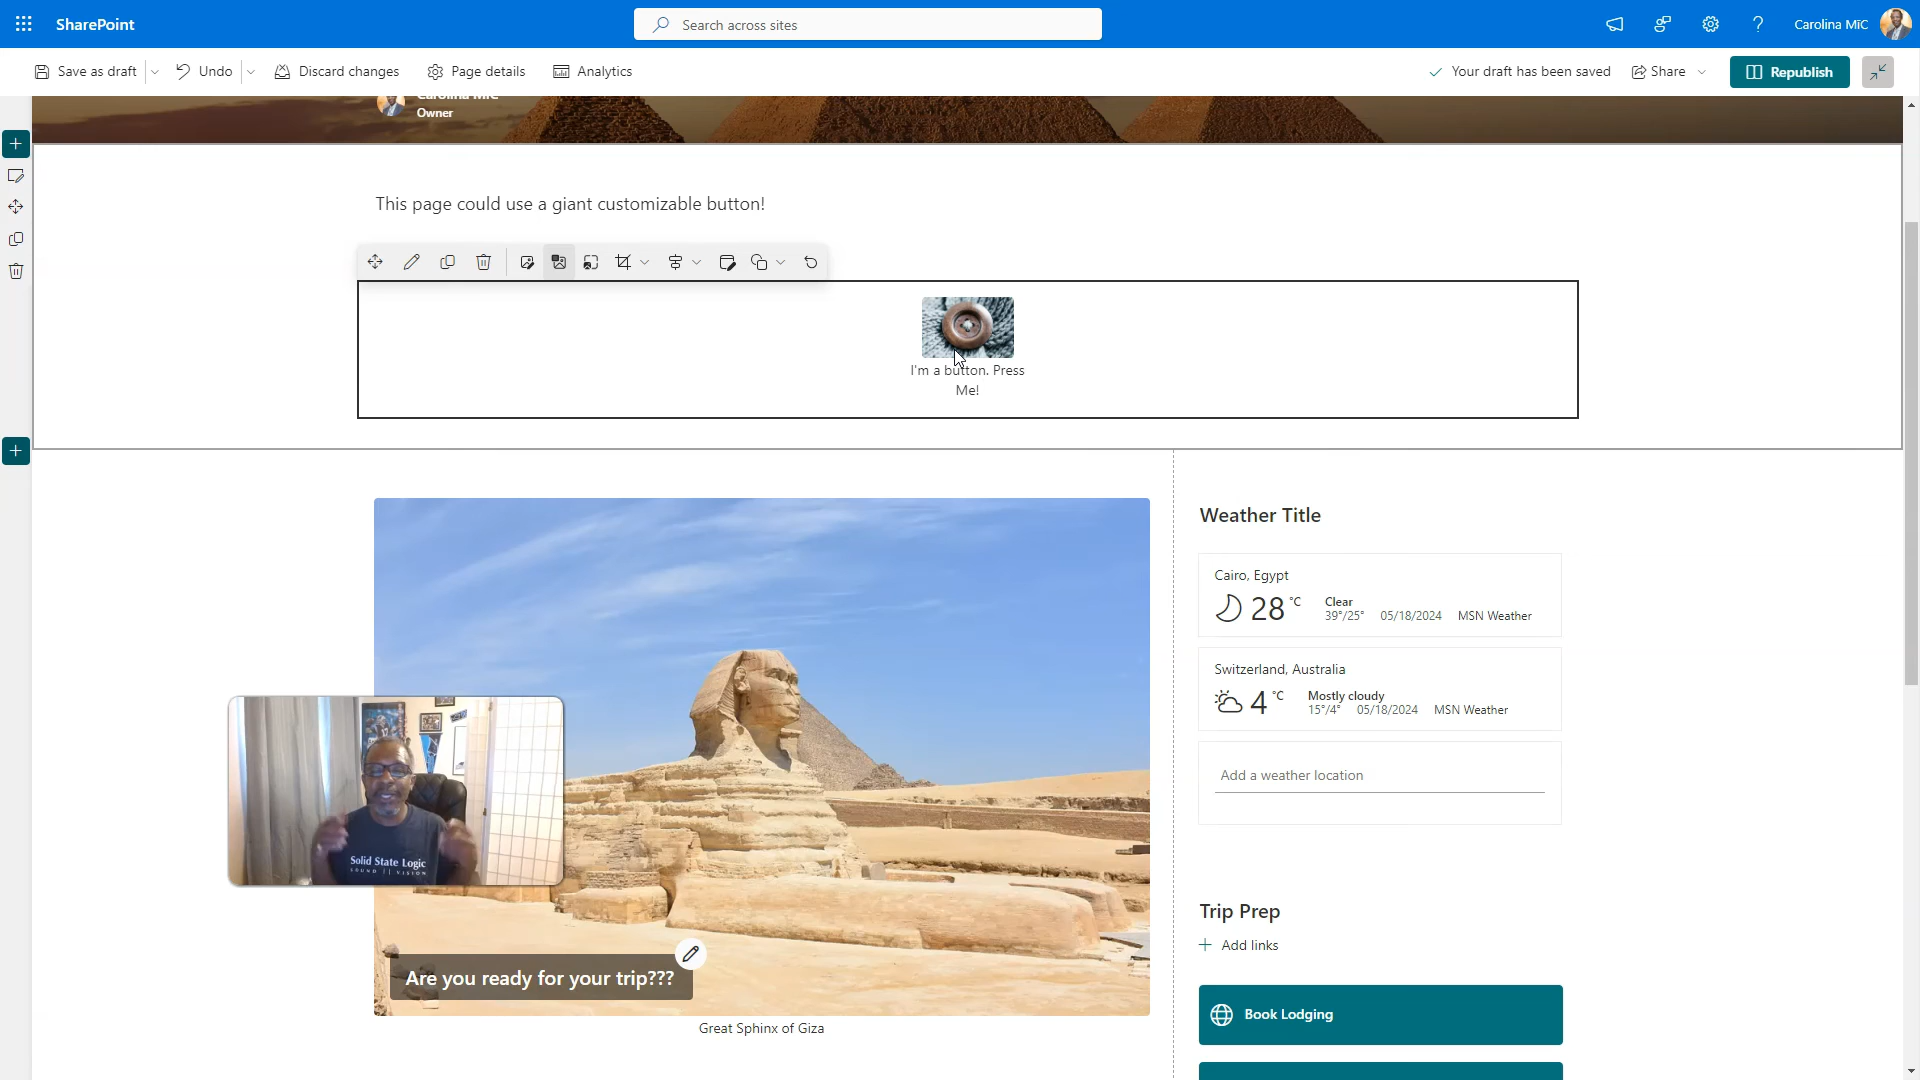 SharePoint
Search across sites
Carolina MiC
Save as draft
Undo
Discard changes
Page details
Analytics
Your draft has been saved
Share
Republish
Carolina MiC
Owner
This page could use a giant customizable button!
I'm a button. Press
Me!
Weather Title
Cairo, Egypt
28 °C
Clear
39°/25° 05/18/2024 MSN Weather
Switzerland, Australia
4 °C
Mostly cloudy
15°/4° 05/18/2024 MSN Weather
Add a weather location
Solid State Logic
SOUND || VISION
Are you ready for your trip???
Great Sphinx of Giza
Trip Prep
Add links
Book Lodging